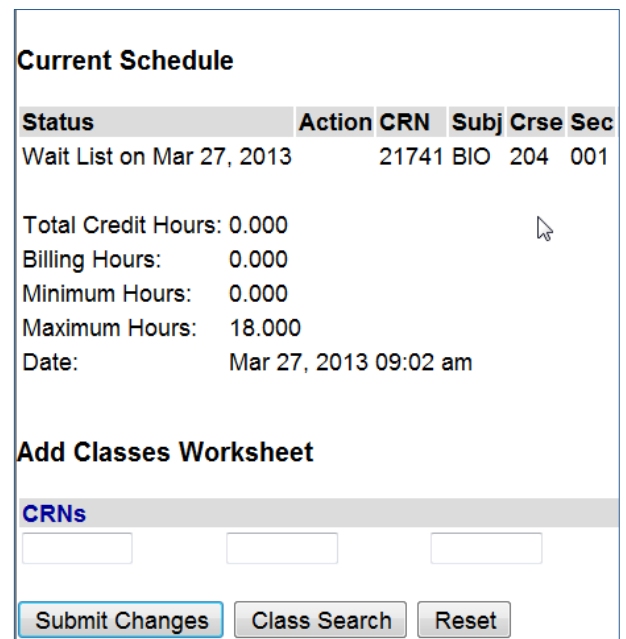 Current Schedule
Status Action CRN Subj Crse Sec
Wait List on Mar 27, 2013 21741 BIO 204 001
Total Credit Hours: 0.000
Billing Hours: 0.000
Minimum Hours: 0.000
Maximum Hours: 18.000
Date: Mar 27, 2013 09:02 am
Add Classes Worksheet
CRNs
Submit Changes Class Search Reset